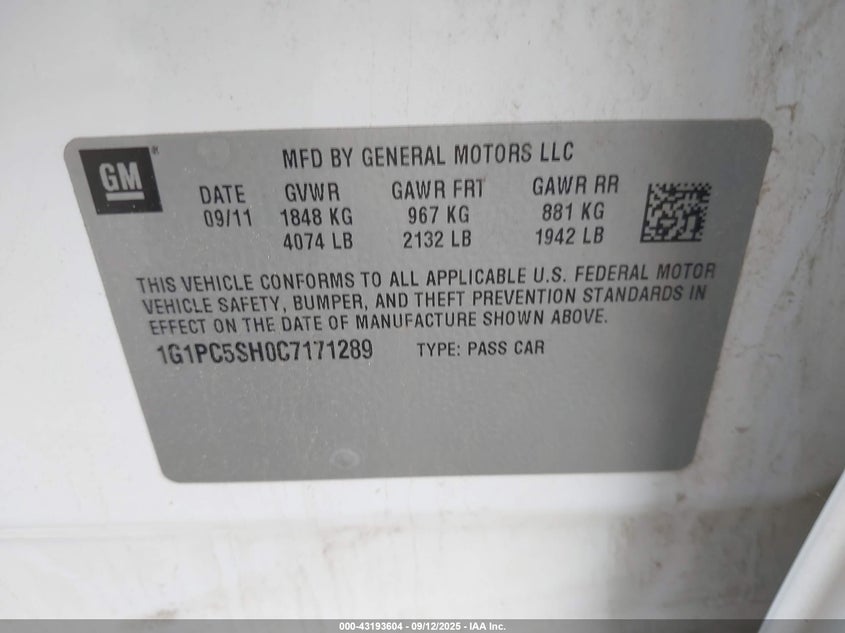 GM®
MFD BY GENERAL MOTORS LLC
DATE GVWR GAWR FRT GAWR RR
09/11 1848 KG 967 KG 881 KG
4074 LB 2132 LB 1942 LB
THIS VEHICLE CONFORMS TO ALL APPLICABLE U.S. FEDERAL MOTOR
VEHICLE SAFETY, BUMPER, AND THEFT PREVENTION STANDARDS IN
EFFECT ON THE DATE OF MANUFACTURE SHOWN ABOVE.
1G1PC5SH0C7171289 TYPE: PASS CAR
000-43193604 - 09/12/2025 - IAA Inc.